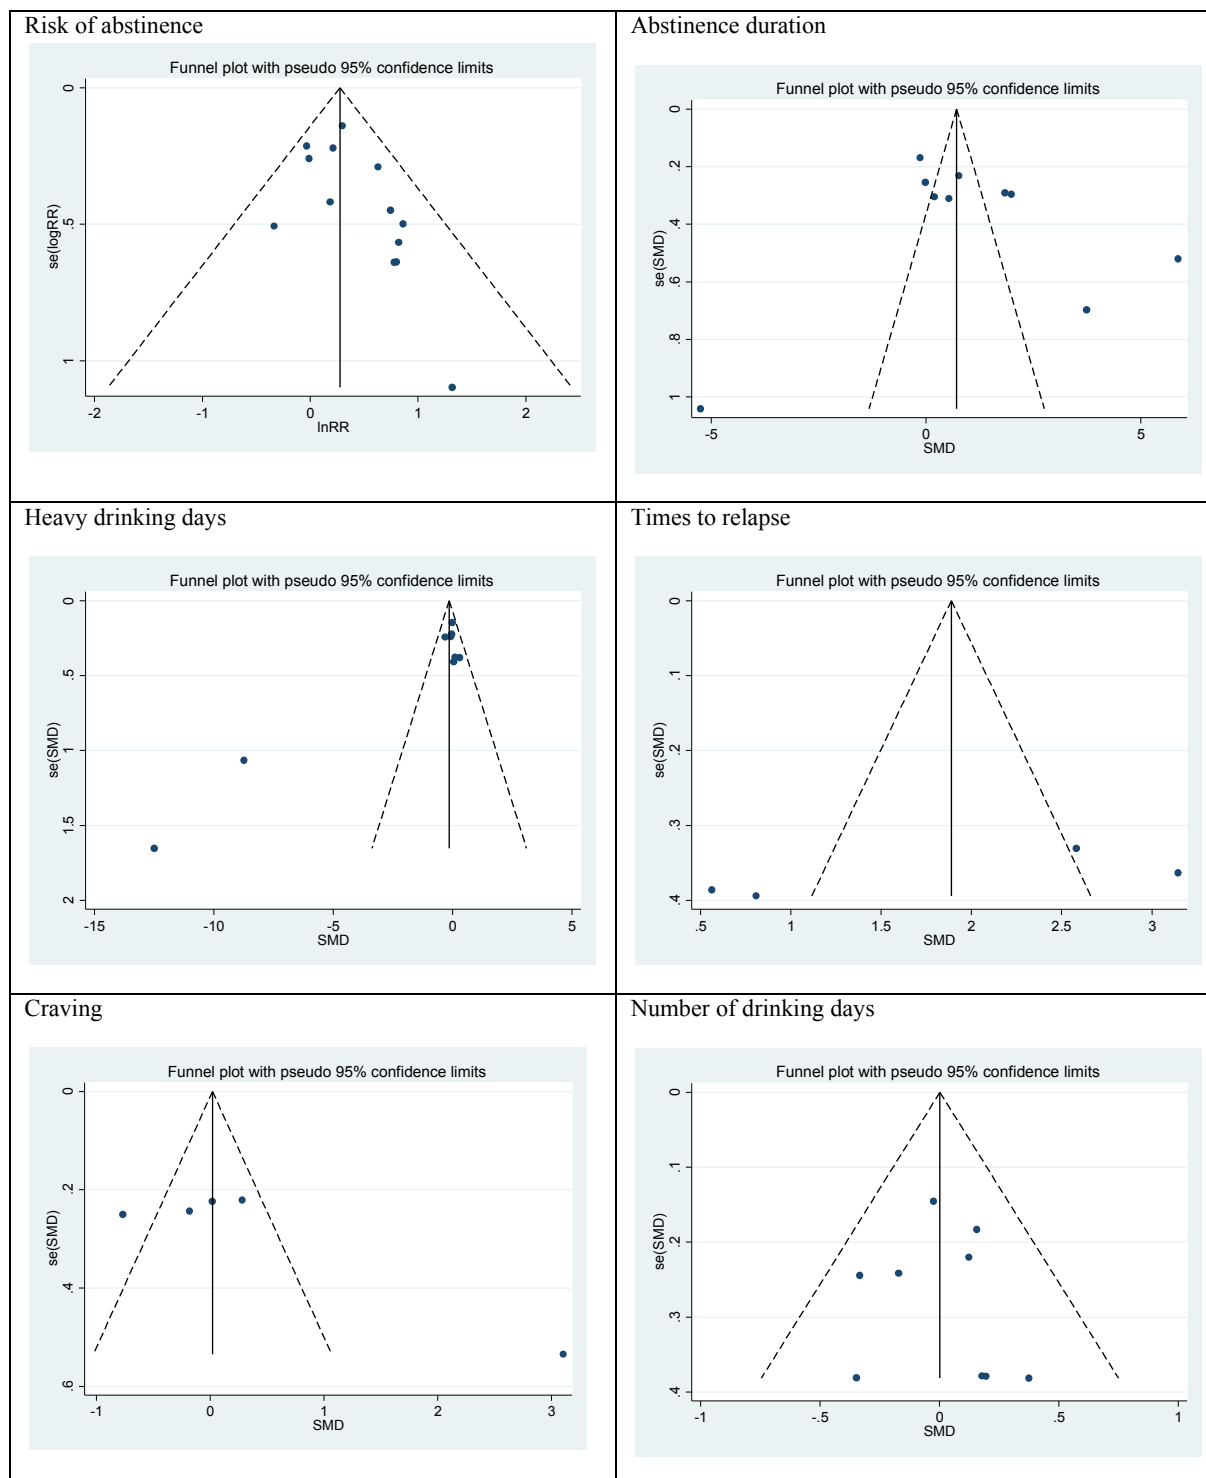 Risk of abstinence
Funnel plot with pseudo 95% confidence limits
0
.5
1
se(logRR)
-2
-1
0
1
2
lnRR
Abstinence duration
Funnel plot with pseudo 95% confidence limits
0
.2
.4
.6
.8
1
se(SMD)
-5
0
5
SMD
Heavy drinking days
Funnel plot with pseudo 95% confidence limits
0
.5
1
1.5
2
se(SMD)
-15
-10
-5
0
5
SMD
Times to relapse
Funnel plot with pseudo 95% confidence limits
0
.1
.2
.3
.4
se(SMD)
.5
1
1.5
2
2.5
3
SMD
Craving
Funnel plot with pseudo 95% confidence limits
0
.2
.4
.6
se(SMD)
-1
0
1
2
3
SMD
Number of drinking days
Funnel plot with pseudo 95% confidence limits
0
.1
.2
.3
.4
se(SMD)
-1
-.5
0
.5
1
SMD